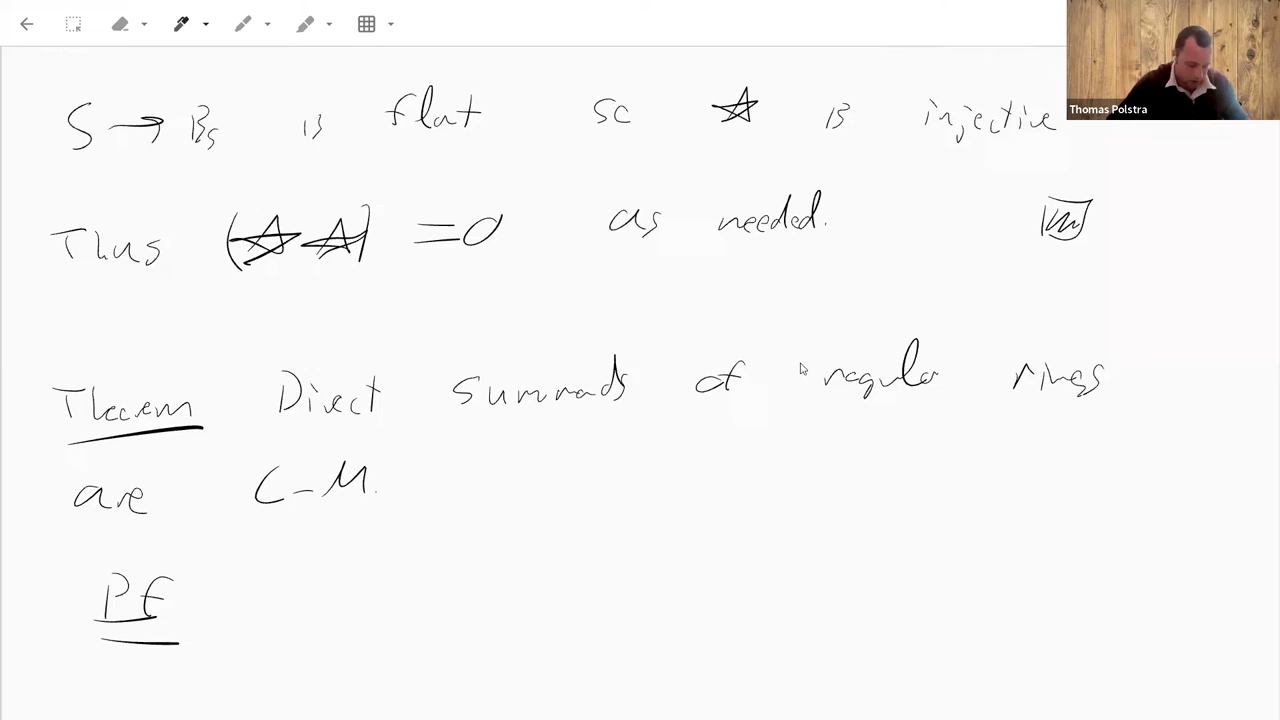 S → B_S is flat so ☆ is injective
Thomas Polstra
Thus (☆☆) = 0 as needed.
Theorem Direct summads of regular rings
are C-M.
Pf